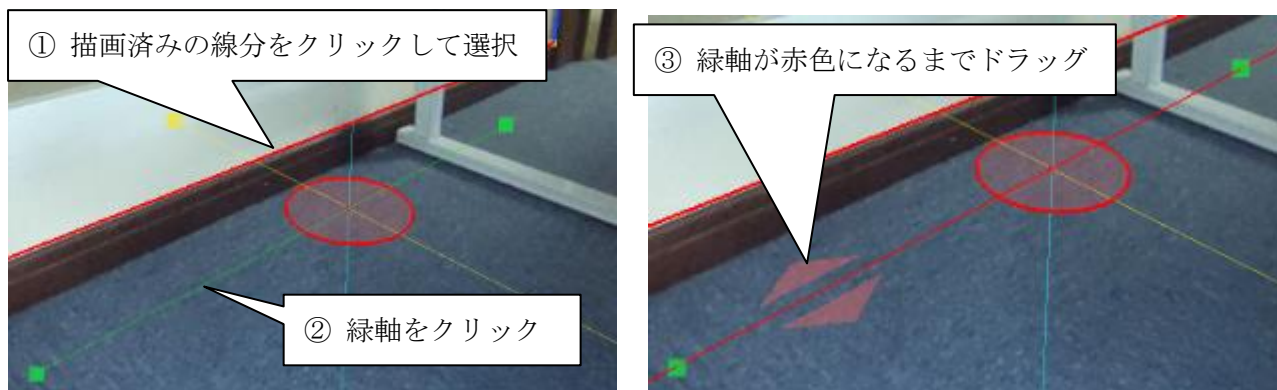 ① 描画済みの線分をクリックして選択
② 緑軸をクリック
③ 緑軸が赤色になるまでドラッグ